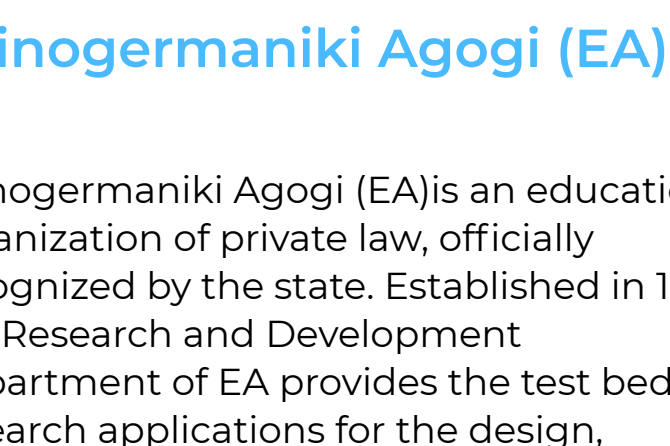 inogermaniki Agogi (EA)
nogermaniki Agogi (EA)is an educati
anization of private law, officially
ognized by the state. Established in 1
Research and Development
partment of EA provides the test bed
earch applications for the design,